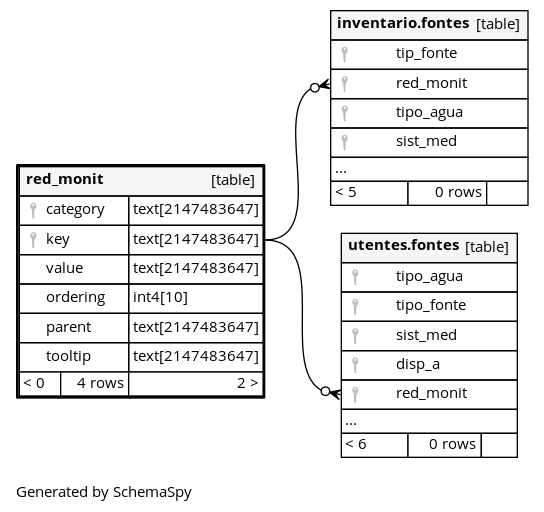 inventario.fontes [table]
tip_fonte
red_monit
tipo_agua
sist_med
...
< 5 0 rows
red_monit [table]
category text[2147483647]
key text[2147483647]
value text[2147483647]
ordering int4[10]
parent text[2147483647]
tooltip text[2147483647]
< 0 4 rows 2 >
utentes.fontes [table]
tipo_agua
tipo_fonte
sist_med
disp_a
red_monit
...
< 6 0 rows
Generated by SchemaSpy